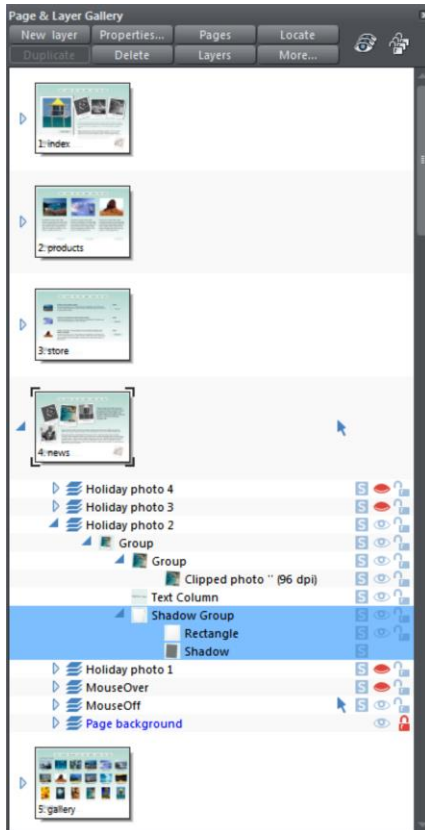 Page & Layer Gallery
New layer Properties... Pages Locate
Duplicate Delete Layers More...
1: index
2: products
3: store
4: news
Holiday photo 4 S
Holiday photo 3 S
Holiday photo 2 S
Group S
Group S
Clipped photo '' (96 dpi) S
Text Column S
Shadow Group S
Rectangle S
Shadow S
Holiday photo 1 S
MouseOver S
MouseOff S
Page background
5: gallery